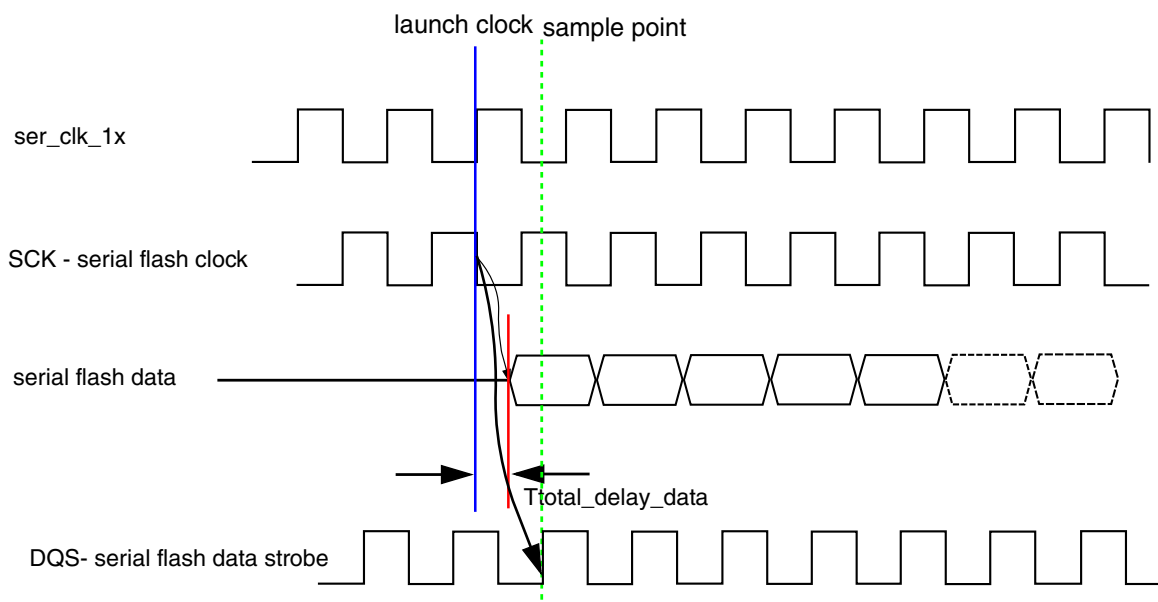 launch clock sample point
ser_clk_1x
SCK - serial flash clock
serial flash data
Ttotal_delay_data
DQS- serial flash data strobe